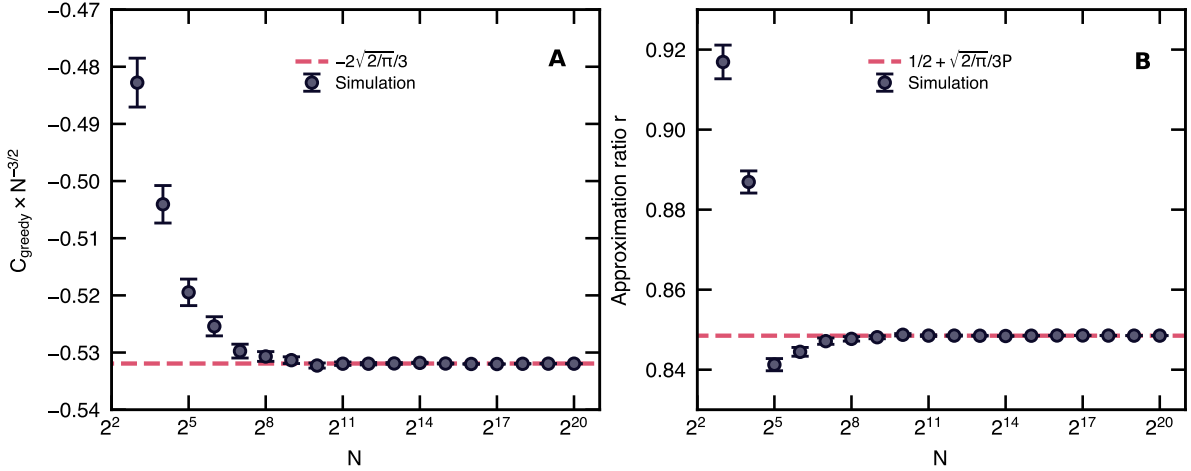 −0.47
−0.48
−0.49
−0.50
−0.51
−0.52
−0.53
−0.54
C_greedy × N^−3/2
−2√2/π/3
Simulation
A
2^2
2^5
2^8
2^11
2^14
2^17
2^20
N
0.92
0.90
0.88
0.86
0.84
Approximation ratio r
1/2 + √2/π/3P
Simulation
B
2^2
2^5
2^8
2^11
2^14
2^17
2^20
N